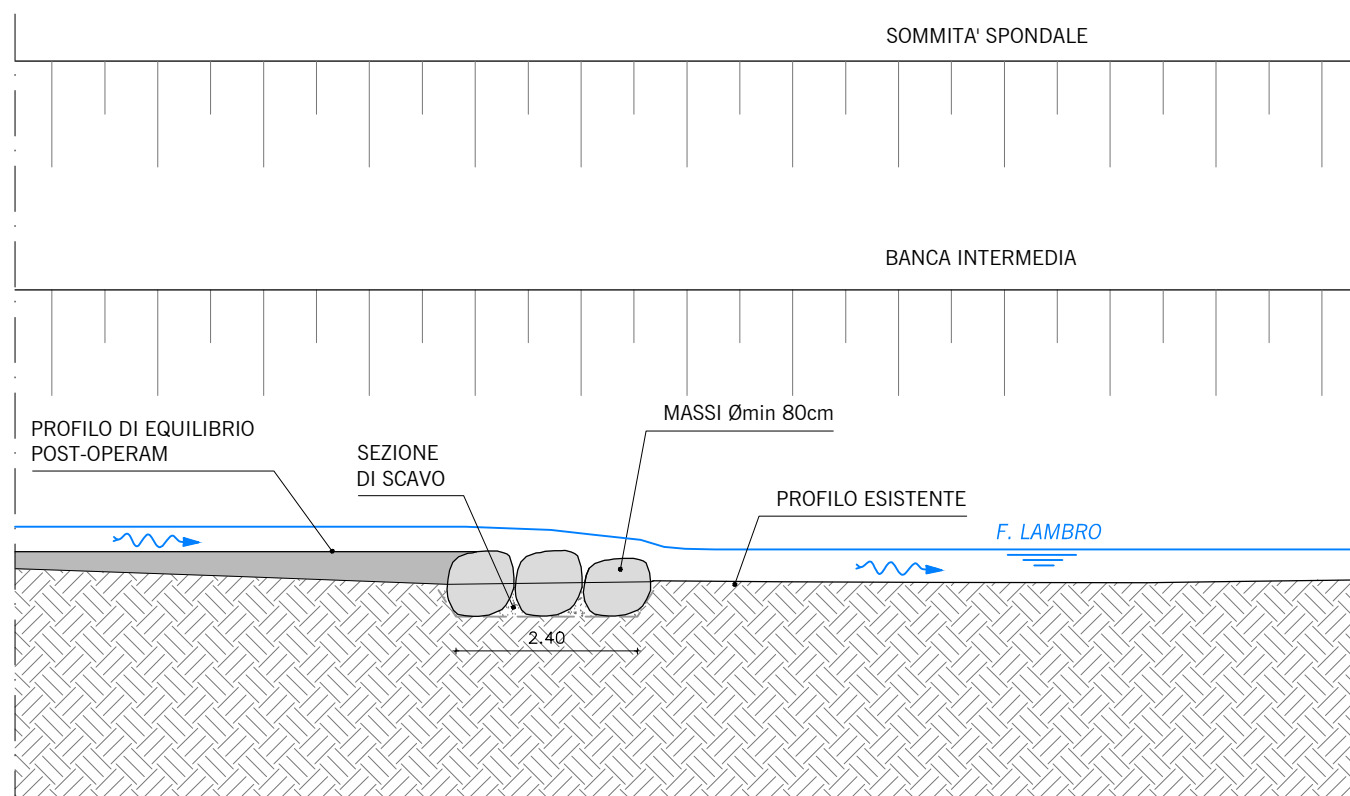 SOMMITA' SPONDALE
BANCA INTERMEDIA
MASSI Ømin 80cm
PROFILO DI EQUILIBRIO
POST-OPERAM
SEZIONE
DI SCAVO
PROFILO ESISTENTE
F. LAMBRO
2.40